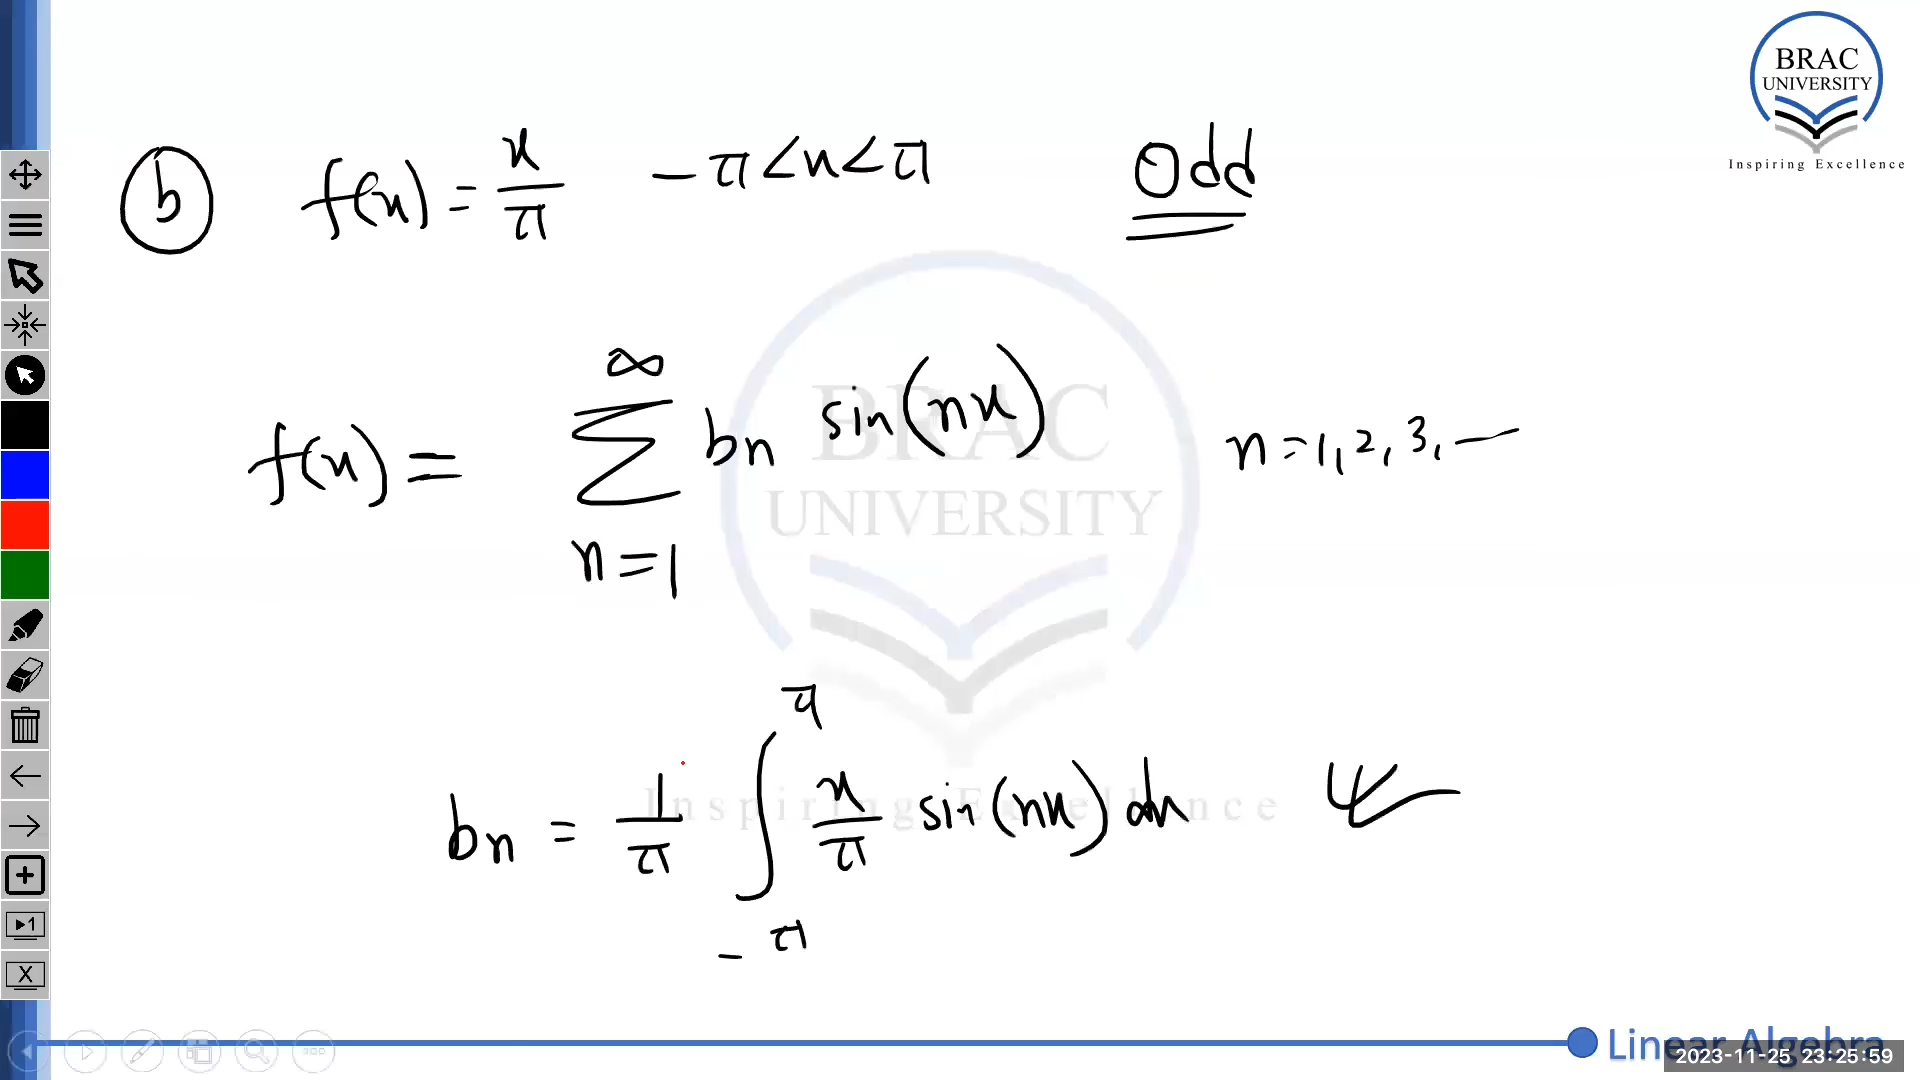 BRAC
UNIVERSITY
Inspiring Excellence
b f(x) = x/π -π<x<π Odd
f(x) = ∑_{n=1}^{∞} bn sin(nx) n=1, 2, 3, —
BRAC
UNIVERSITY
Inspiring Excellence
bn = 1/π ∫_{-π}^{π} x/π sin(nx) dx
Linear Algebra
2023-11-25 23:25:59